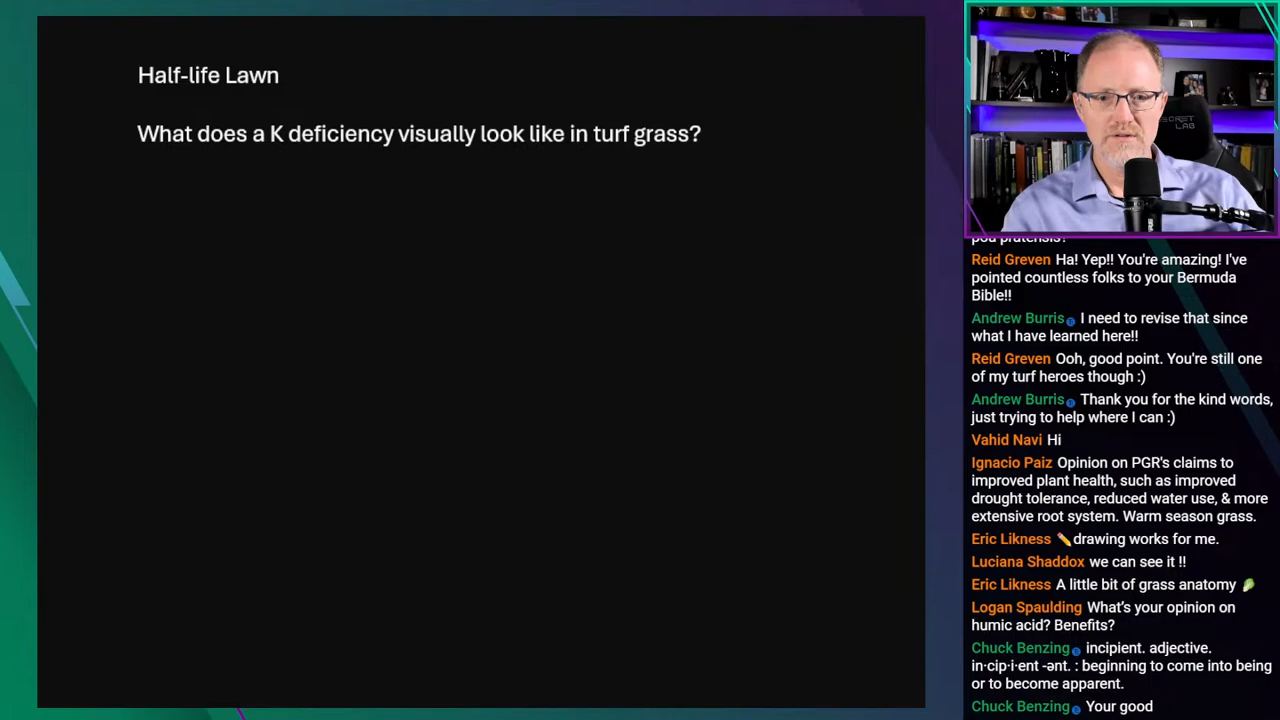 Half-life Lawn
What does a K deficiency visually look like in turf grass?
SCRET
LAB
poa pratensis?
Reid Greven Ha! Yep!! You're amazing! I've
pointed countless folks to your Bermuda
Bible!!
Andrew Burris I need to revise that since
what I have learned here!!
Reid Greven Ooh, good point. You're still one
of my turf heroes though :)
Andrew Burris Thank you for the kind words,
just trying to help where I can :)
Vahid Navi Hi
Ignacio Paiz Opinion on PGR's claims to
improved plant health, such as improved
drought tolerance, reduced water use, & more
extensive root system. Warm season grass.
Eric Likness ✏️drawing works for me.
Luciana Shaddox we can see it !!
Eric Likness A little bit of grass anatomy 🥬
Logan Spaulding What's your opinion on
humic acid? Benefits?
Chuck Benzing incipient. adjective.
in·cip·i·ent -ənt. : beginning to come into being
or to become apparent.
Chuck Benzing Your good